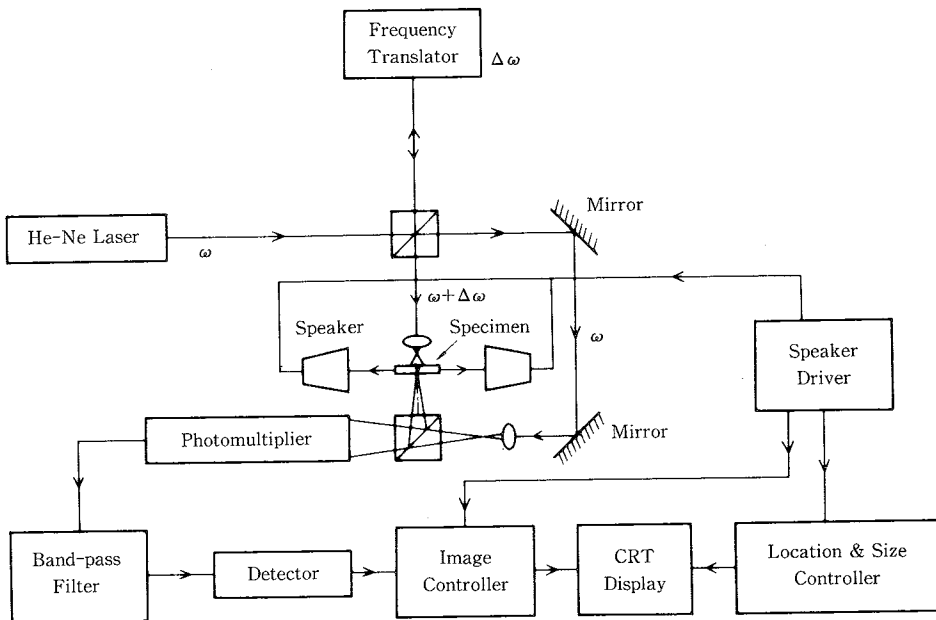 Frequency
Translator
Δω
Mirror
He-Ne Laser
ω
ω+Δω
Speaker
Specimen
ω
Speaker
Driver
Photomultiplier
Mirror
Band-pass
Filter
Detector
Image
Controller
CRT
Display
Location & Size
Controller